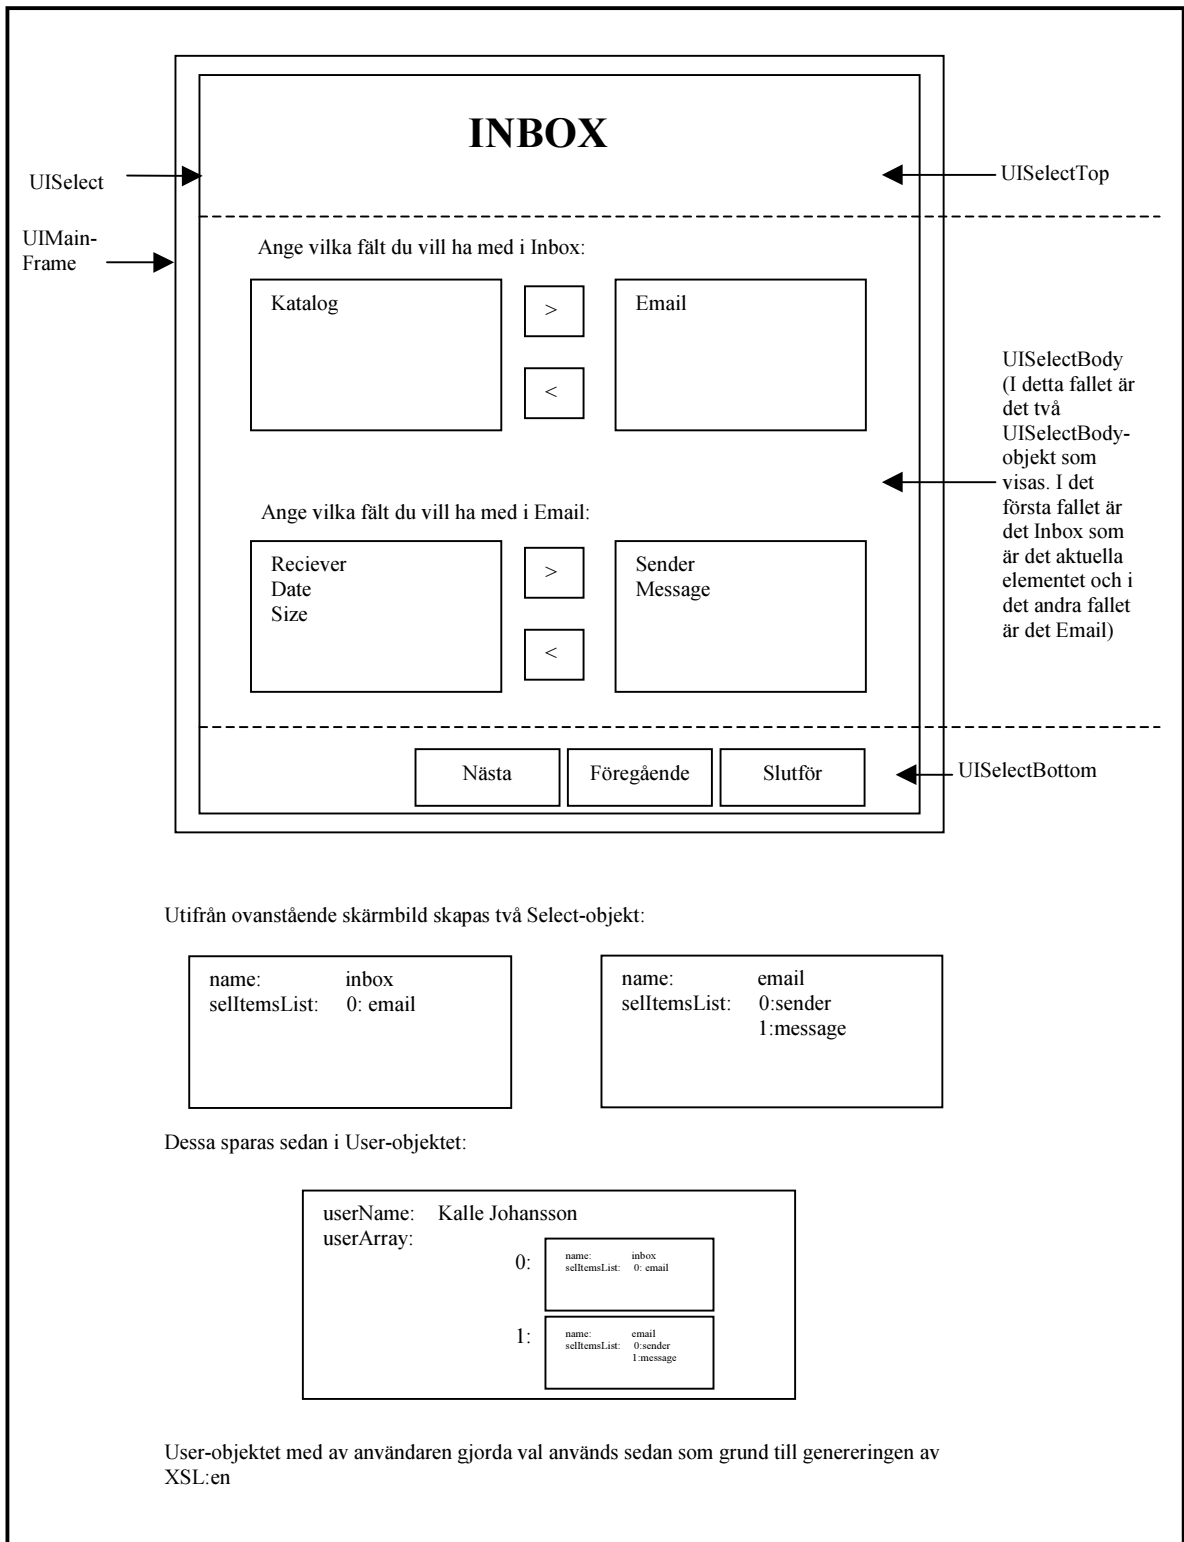 INBOX
UISelect
UISelectTop
UIMain-
Frame
Ange vilka fält du vill ha med i Inbox:
Katalog
>
<
Email
UISelectBody
(I detta fallet är
det två
UISelectBody-
objekt som
visas. I det
första fallet är
det Inbox som
är det aktuella
elementet och i
det andra fallet
är det Email)
Ange vilka fält du vill ha med i Email:
Reciever
Date
Size
>
<
Sender
Message
Nästa
Föregående
Slutför
UISelectBottom
Utifrån ovanstående skärmbild skapas två Select-objekt:
name: inbox
selItemsList: 0: email
name: email
selItemsList: 0:sender
1:message
Dessa sparas sedan i User-objektet:
userName: Kalle Johansson
userArray:
0:
name: inbox
selItemsList: 0: email
1:
name: email
selItemsList: 0:sender
1:message
User-objektet med av användaren gjorda val används sedan som grund till genereringen av
XSL:en